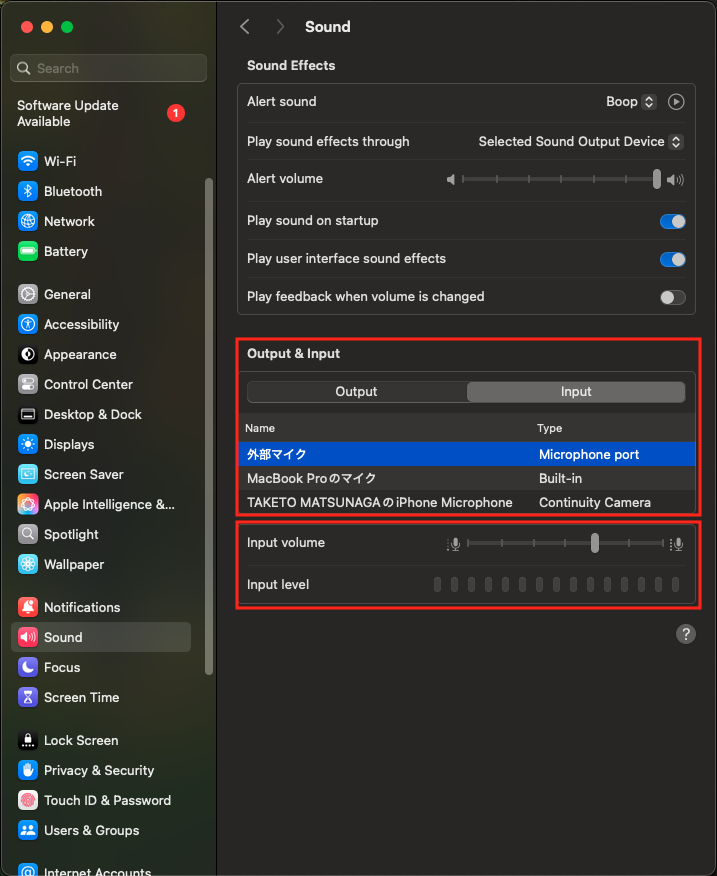 Search
Software Update
Available
1
Wi-Fi
Bluetooth
Network
Battery
General
Accessibility
Appearance
Control Center
Desktop & Dock
Displays
Screen Saver
Apple Intelligence &...
Spotlight
Wallpaper
Notifications
Sound
Focus
Screen Time
Lock Screen
Privacy & Security
Touch ID & Password
Users & Groups
Internet Accounts
Sound
Sound Effects
Alert sound Boop
Play sound effects through Selected Sound Output Device
Alert volume
Play sound on startup
Play user interface sound effects
Play feedback when volume is changed
Output & Input
Output Input
Name Type
外部マイク Microphone port
MacBook Proのマイク Built-in
TAKETO MATSUNAGAのiPhone Microphone Continuity Camera
Input volume
Input level
?